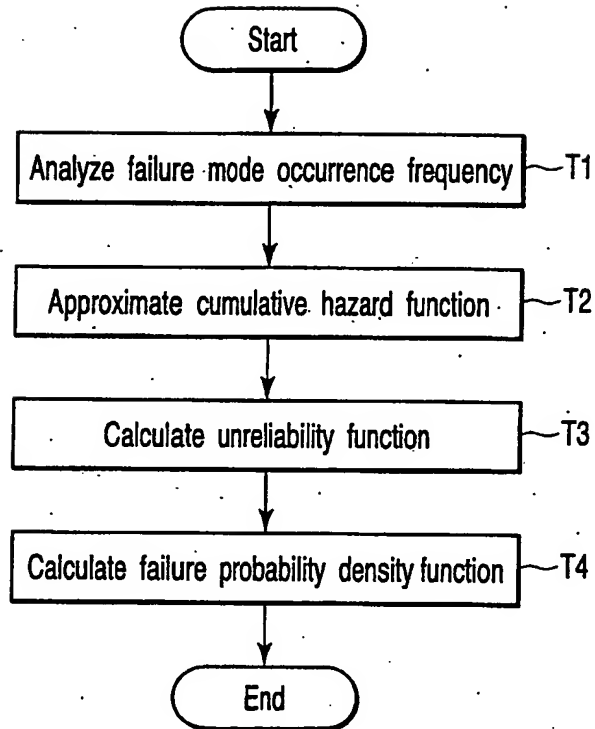 Start
Analyze failure mode occurrence frequency T1
Approximate cumulative hazard function T2
Calculate unreliability function T3
Calculate failure probability density function T4
End